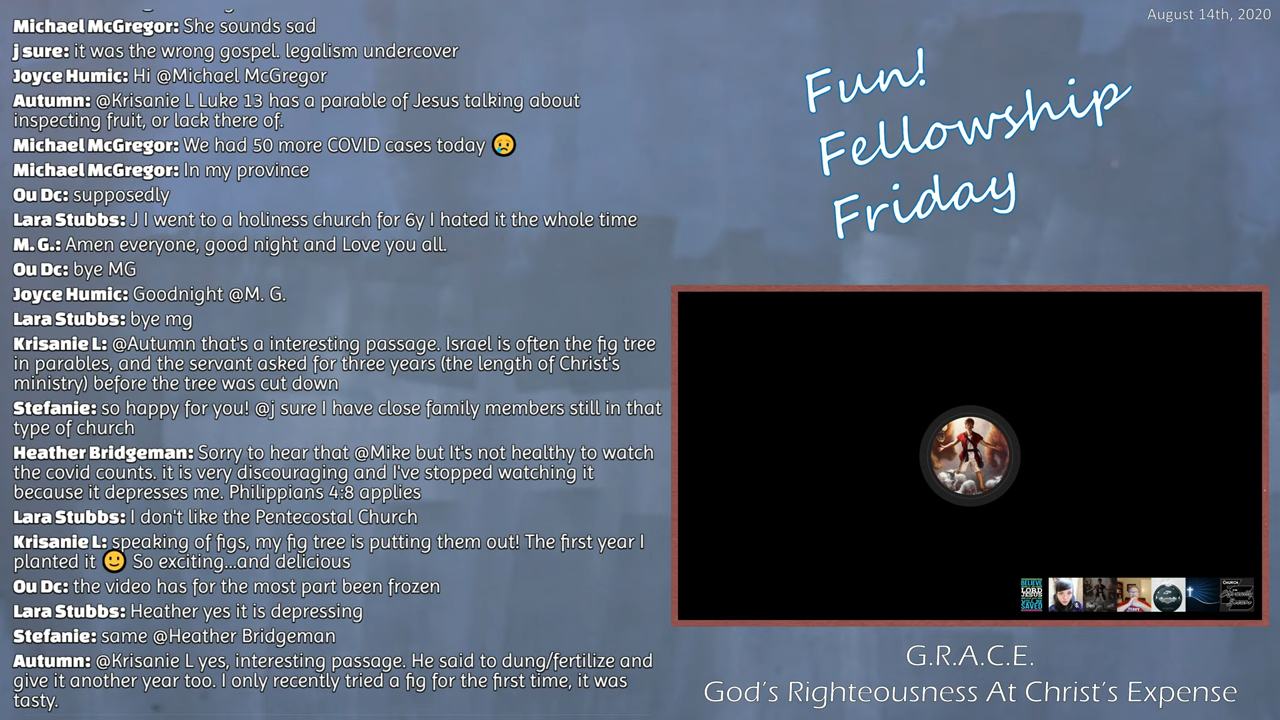 Michael McGregor: She sounds sad
j sure: it was the wrong gospel. legalism undercover
Joyce Humic: Hi @Michael McGregor
Autumn: @Krisanie L Luke 13 has a parable of Jesus talking about
inspecting fruit, or lack there of.
Michael McGregor: We had 50 more COVID cases today 😢
Michael McGregor: In my province
Ou Dc: supposedly
Lara Stubbs: J I went to a holiness church for 6y I hated it the whole time
M. G.: Amen everyone, good night and Love you all.
Ou Dc: bye MG
Joyce Humic: Goodnight @M. G.
Lara Stubbs: bye mg
Krisanie L: @Autumn that's a interesting passage. Israel is often the fig tree
in parables, and the servant asked for three years (the length of Christ's
ministry) before the tree was cut down
Stefanie: so happy for you! @j sure I have close family members still in that
type of church
Heather Bridgeman: Sorry to hear that @Mike but It's not healthy to watch
the covid counts. it is very discouraging and I've stopped watching it
because it depresses me. Philippians 4:8 applies
Lara Stubbs: I don't like the Pentecostal Church
Krisanie L: speaking of figs, my fig tree is putting them out! The first year I
planted it 🙂 So exciting...and delicious
Ou Dc: the video has for the most part been frozen
Lara Stubbs: Heather yes it is depressing
Stefanie: same @Heather Bridgeman
Autumn: @Krisanie L yes, interesting passage. He said to dung/fertilize and
give it another year too. I only recently tried a fig for the first time, it was
tasty.
August 14th, 2020
Fun!
Fellowship
Friday
BELIEVE
LORD
JESUS
SAVED
CHURCH
G.R.A.C.E.
God's Righteousness At Christ's Expense